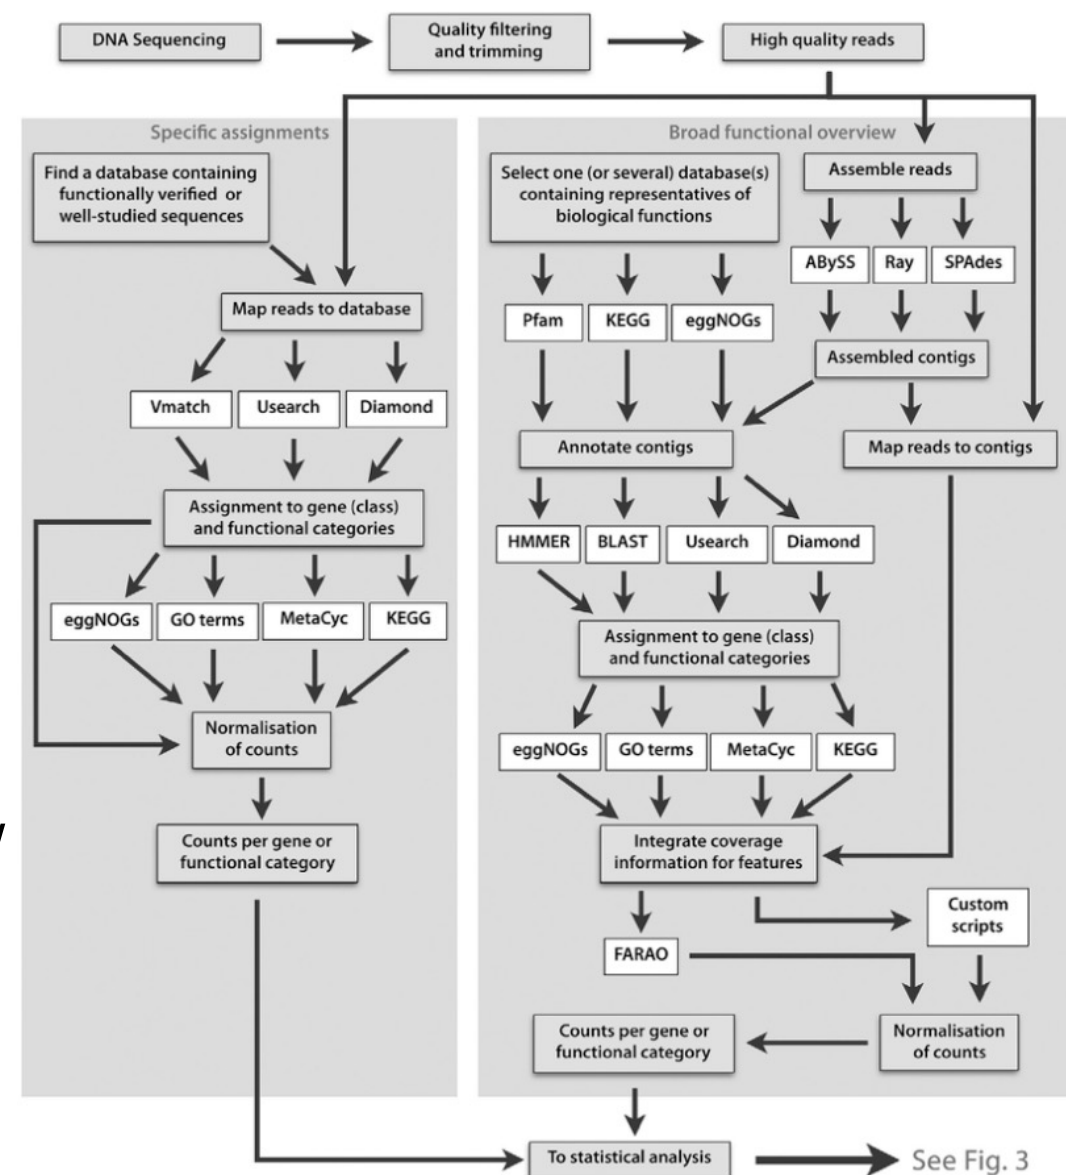 DNA Sequencing
Quality filtering
and trimming
High quality reads
Specific assignments
Find a database containing
functionally verified or
well-studied sequences
Map reads to database
Vmatch
Usearch
Diamond
Assignment to gene (class)
and functional categories
eggNOGs
GO terms
MetaCyc
KEGG
Normalisation
of counts
Counts per gene or
functional category
Broad functional overview
Select one (or several) database(s)
containing representatives of
biological functions
Assemble reads
ABySS
Ray
SPAdes
Pfam
KEGG
eggNOGs
Assembled contigs
Annotate contigs
Map reads to contigs
HMMER
BLAST
Usearch
Diamond
Assignment to gene (class)
and functional categories
eggNOGs
GO terms
MetaCyc
KEGG
Integrate coverage
information for features
Custom
scripts
FARAO
Counts per gene or
functional category
Normalisation
of counts
To statistical analysis
See Fig. 3